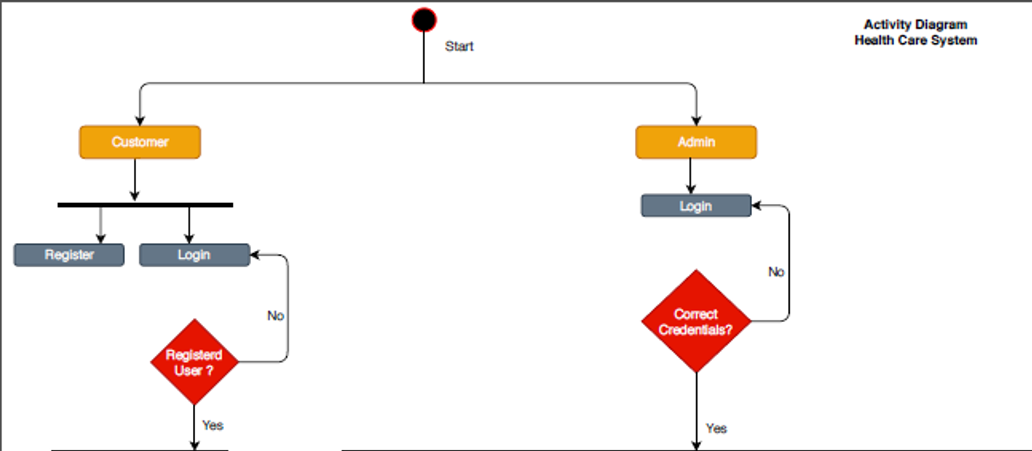 Activity Diagram
Health Care System
Start
Customer
Admin
Login
Register
Login
No
No
Correct
Credentials?
Registerd
User ?
Yes
Yes